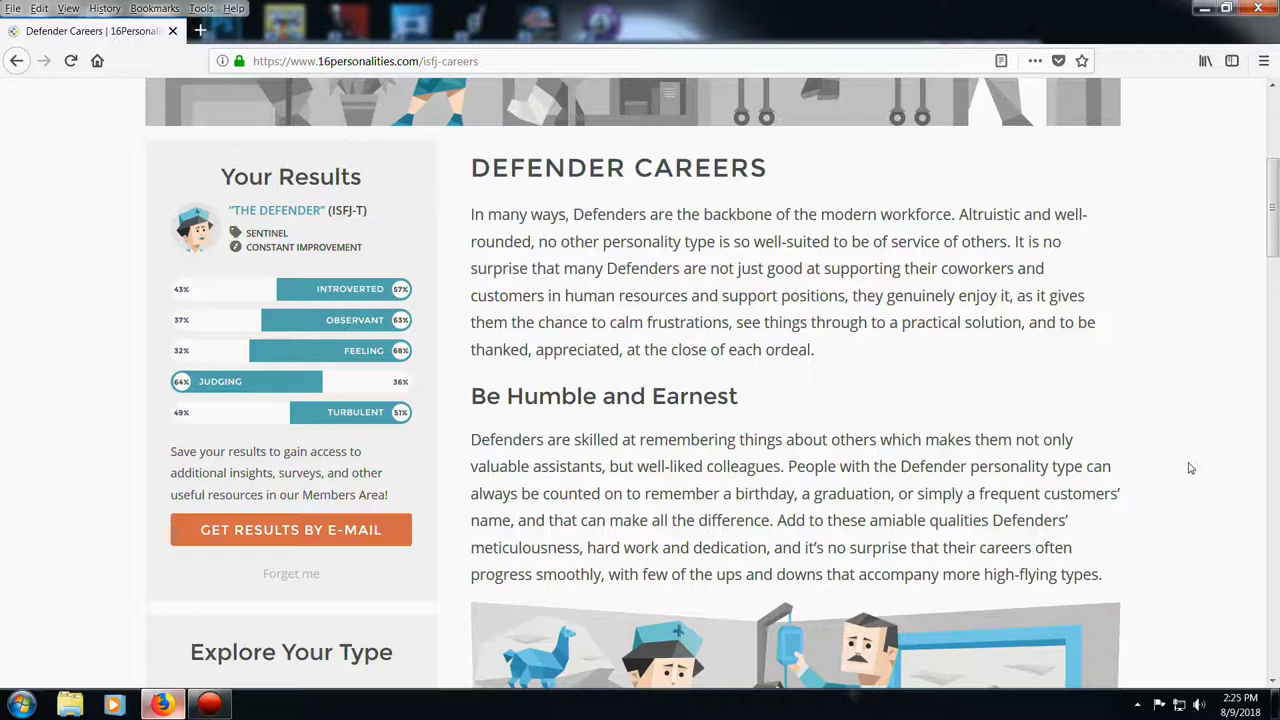 File Edit View History Bookmarks Tools Help
Defender Careers | 16Personali
https://www.16personalities.com/isfj-careers
Your Results
"THE DEFENDER" (ISFJ-T)
SENTINEL
CONSTANT IMPROVEMENT
43% INTROVERTED 57%
37% OBSERVANT 63%
32% FEELING 68%
64% JUDGING 36%
49% TURBULENT 51%
Save your results to gain access to
additional insights, surveys, and other
useful resources in our Members Area!
GET RESULTS BY E-MAIL
Forget me
Explore Your Type
DEFENDER CAREERS
In many ways, Defenders are the backbone of the modern workforce. Altruistic and well-
rounded, no other personality type is so well-suited to be of service of others. It is no
surprise that many Defenders are not just good at supporting their coworkers and
customers in human resources and support positions, they genuinely enjoy it, as it gives
them the chance to calm frustrations, see things through to a practical solution, and to be
thanked, appreciated, at the close of each ordeal.
Be Humble and Earnest
Defenders are skilled at remembering things about others which makes them not only
valuable assistants, but well-liked colleagues. People with the Defender personality type can
always be counted on to remember a birthday, a graduation, or simply a frequent customers'
name, and that can make all the difference. Add to these amiable qualities Defenders'
meticulousness, hard work and dedication, and it's no surprise that their careers often
progress smoothly, with few of the ups and downs that accompany more high-flying types.
2:25 PM
8/9/2018